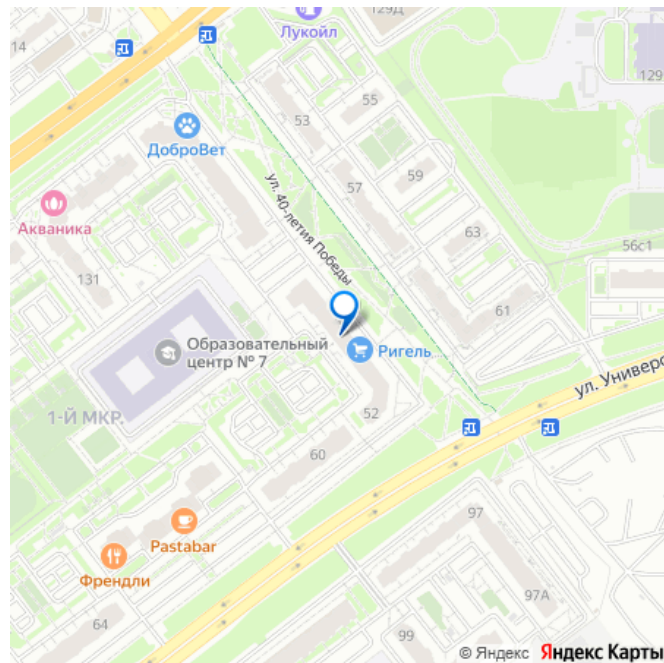 129Д
14
Лукойл
129
55
53
ДоброВет
59
57
ул. 40-летия Победы
Акваника
63
56с1
131
61
Образовательный
центр № 7
Ригель
ул. Универс
1-Й МКР.
52
60
97
Pastabar
Френдли
97А
64
99
© Яндекс Яндекс Карты